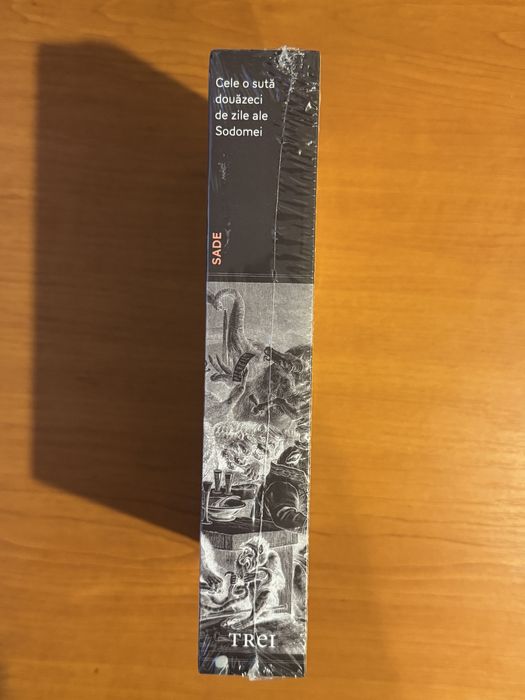 Cele o sută
douăzeci
de zile ale
Sodomei
SADE
TREI